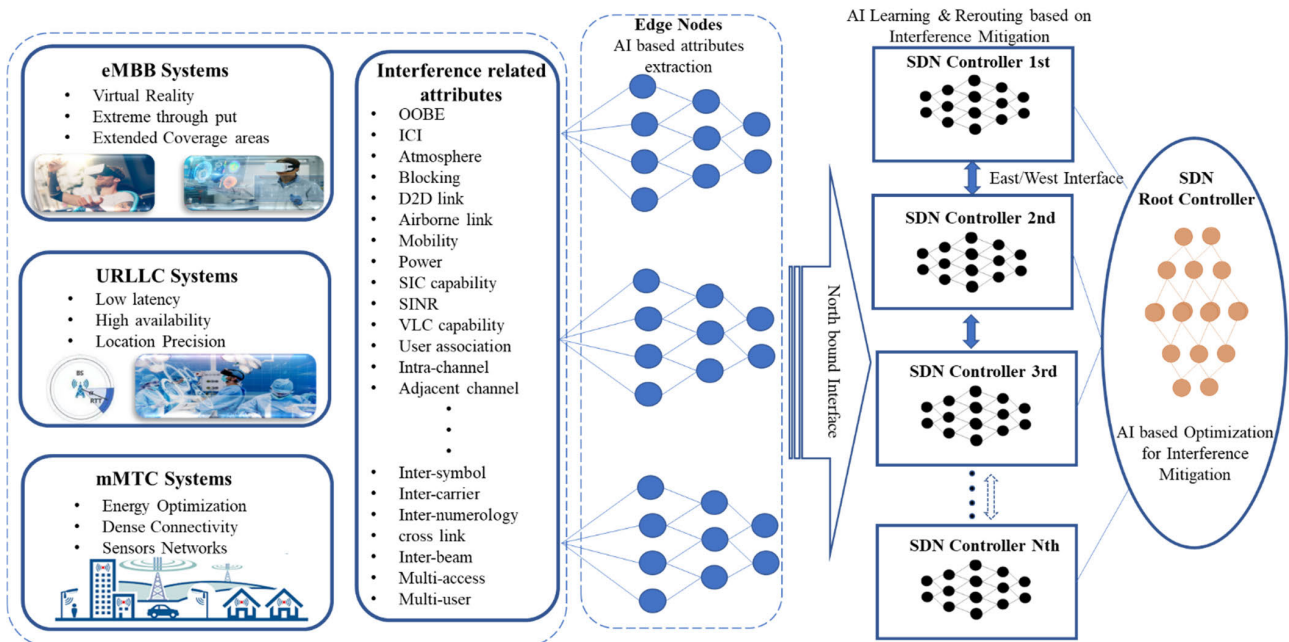 eMBB Systems
• Virtual Reality
• Extreme through put
• Extended Coverage areas
URLLC Systems
• Low latency
• High availability
• Location Precision
BS
RTT
mMTC Systems
• Energy Optimization
• Dense Connectivity
• Sensors Networks
Interference related
attributes
• OOBE
• ICI
• Atmosphere
• Blocking
• D2D link
• Airborne link
• Mobility
• Power
• SIC capability
• SINR
• VLC capability
• User association
• Intra-channel
• Adjacent channel
•
•
•
• Inter-symbol
• Inter-carrier
• Inter-numerology
• cross link
• Inter-beam
• Multi-access
• Multi-user
Edge Nodes
AI based attributes
extraction
North bound Interface
AI Learning & Rerouting based on
Interference Mitigation
SDN Controller 1st
East/West Interface
SDN Controller 2nd
SDN Controller 3rd
SDN Controller Nth
SDN
Root Controller
AI based Optimization
for Interference
Mitigation